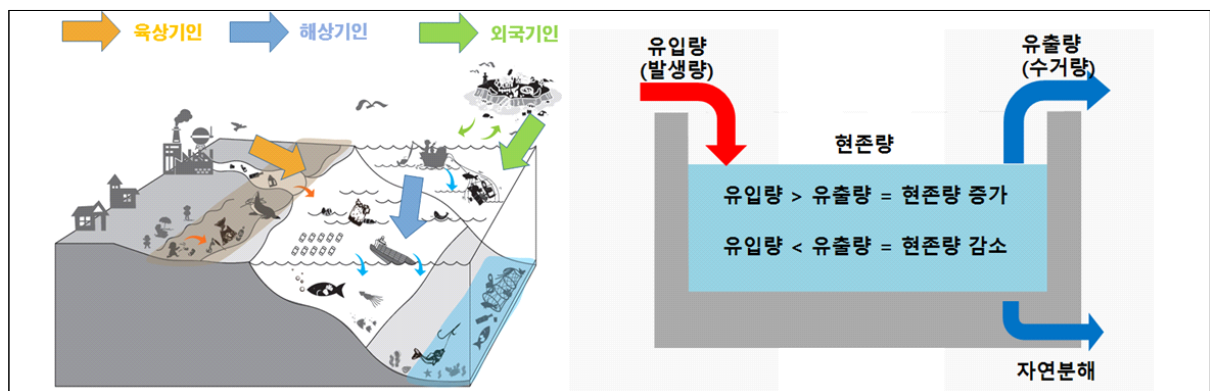 육상기인
해상기인
외국기인
유입량
(발생량)
유출량
(수거량)
현존량
유입량 > 유출량 = 현존량 증가
유입량 < 유출량 = 현존량 감소
자연분해